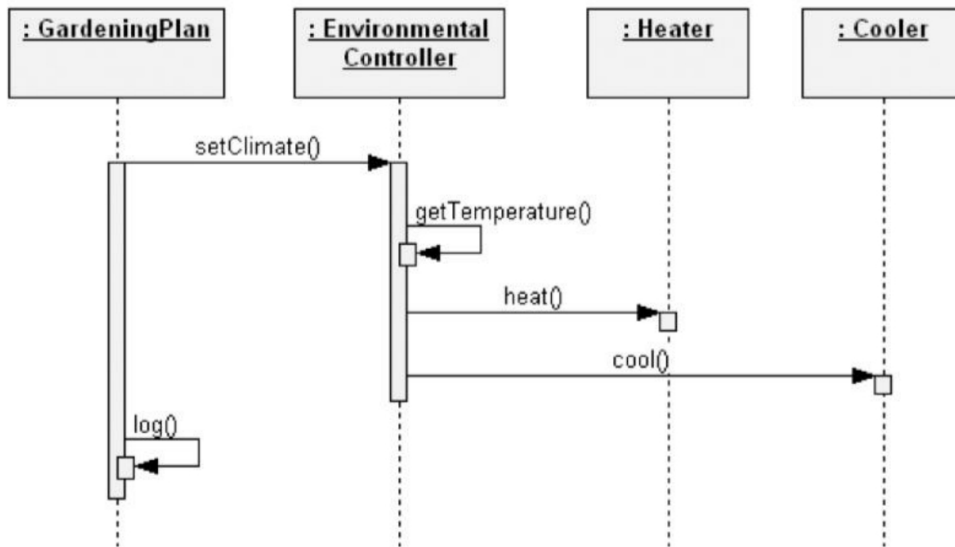 : GardeningPlan
: Environmental
Controller
: Heater
: Cooler
setClimate()
getTemperature()
heat()
cool()
log()